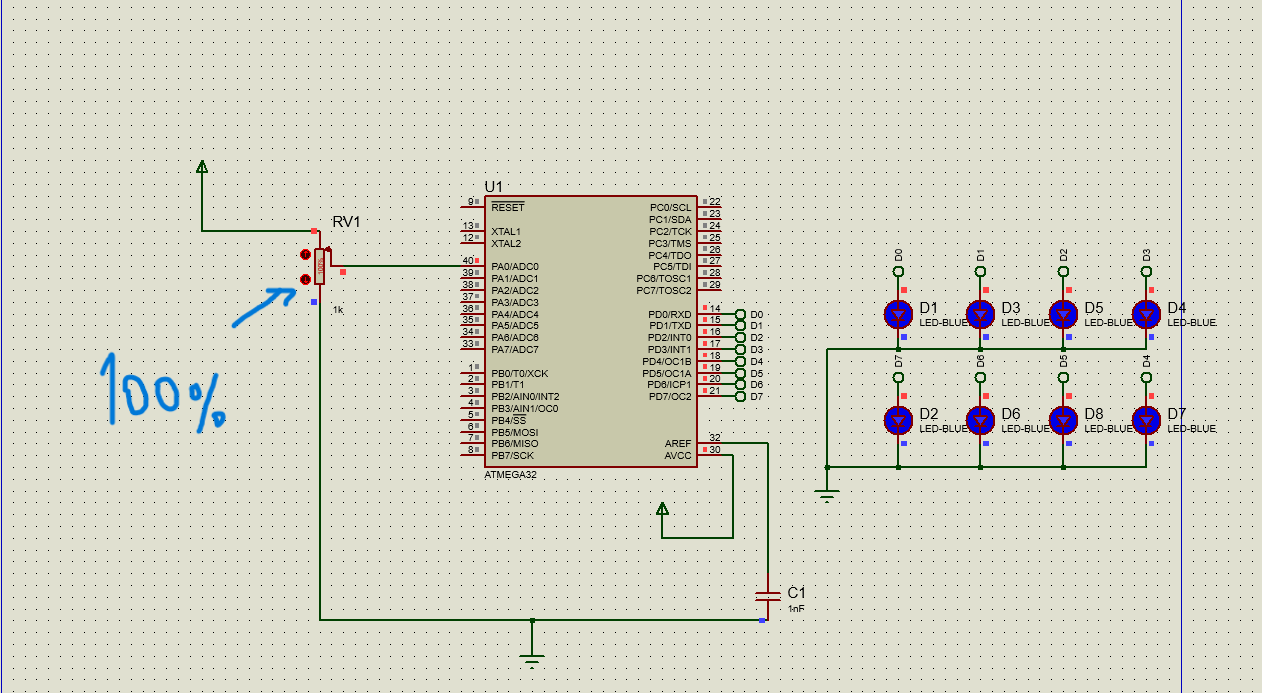 U1
RV1
1k
100%
100%
9 RESET
13 XTAL1
12 XTAL2
40 PA0/ADC0
39 PA1/ADC1
38 PA2/ADC2
37 PA3/ADC3
36 PA4/ADC4
35 PA5/ADC5
34 PA6/ADC6
33 PA7/ADC7
1 PB0/T0/XCK
2 PB1/T1
3 PB2/AIN0/INT2
4 PB3/AIN1/OC0
5 PB4/SS
6 PB5/MOSI
7 PB6/MISO
8 PB7/SCK
PC0/SCL 22
PC1/SDA 23
PC2/TCK 24
PC3/TMS 25
PC4/TDO 26
PC5/TDI 27
PC6/TOSC1 28
PC7/TOSC2 29
PD0/RXD 14 D0
PD1/TXD 15 D1
PD2/INT0 16 D2
PD3/INT1 17 D3
PD4/OC1B 18 D4
PD5/OC1A 19 D5
PD6/ICP1 20 D6
PD7/OC2 21 D7
AREF 32
AVCC 30
ATMEGA32
C1
1nF
D0 D1 D2 D3
D1 D3 D5 D4
LED-BLUE LED-BLUE LED-BLUE LED-BLUE
D7 D6 D5 D4
D2 D6 D8 D7
LED-BLUE LED-BLUE LED-BLUE LED-BLUE